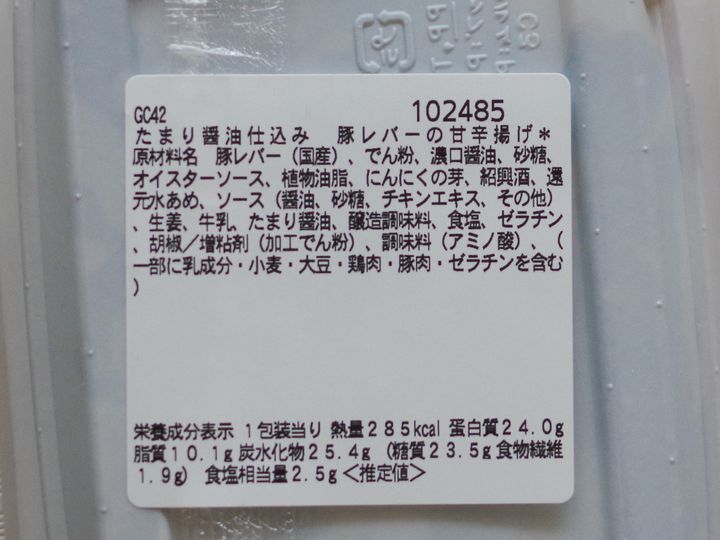 GC42 102485
たまり醤油仕込み 豚レバーの甘辛揚げ*
原材料名 豚レバー(国産)、でん粉、濃口醤油、砂糖、
オイスターソース、植物油脂、にんにくの芽、紹興酒、還
元水あめ、ソース(醤油、砂糖、チキンエキス、その他)
、生姜、牛乳、たまり醤油、醸造調味料、食塩、ゼラチン
、胡椒/増粘剤(加工でん粉)、調味料(アミノ酸)、(
一部に乳成分・小麦・大豆・鶏肉・豚肉・ゼラチンを含む
)
栄養成分表示 1包装当り 熱量285kcal 蛋白質24.0g
脂質10.1g 炭水化物25.4g (糖質23.5g 食物繊維
1.9g) 食塩相当量2.5g<推定値>